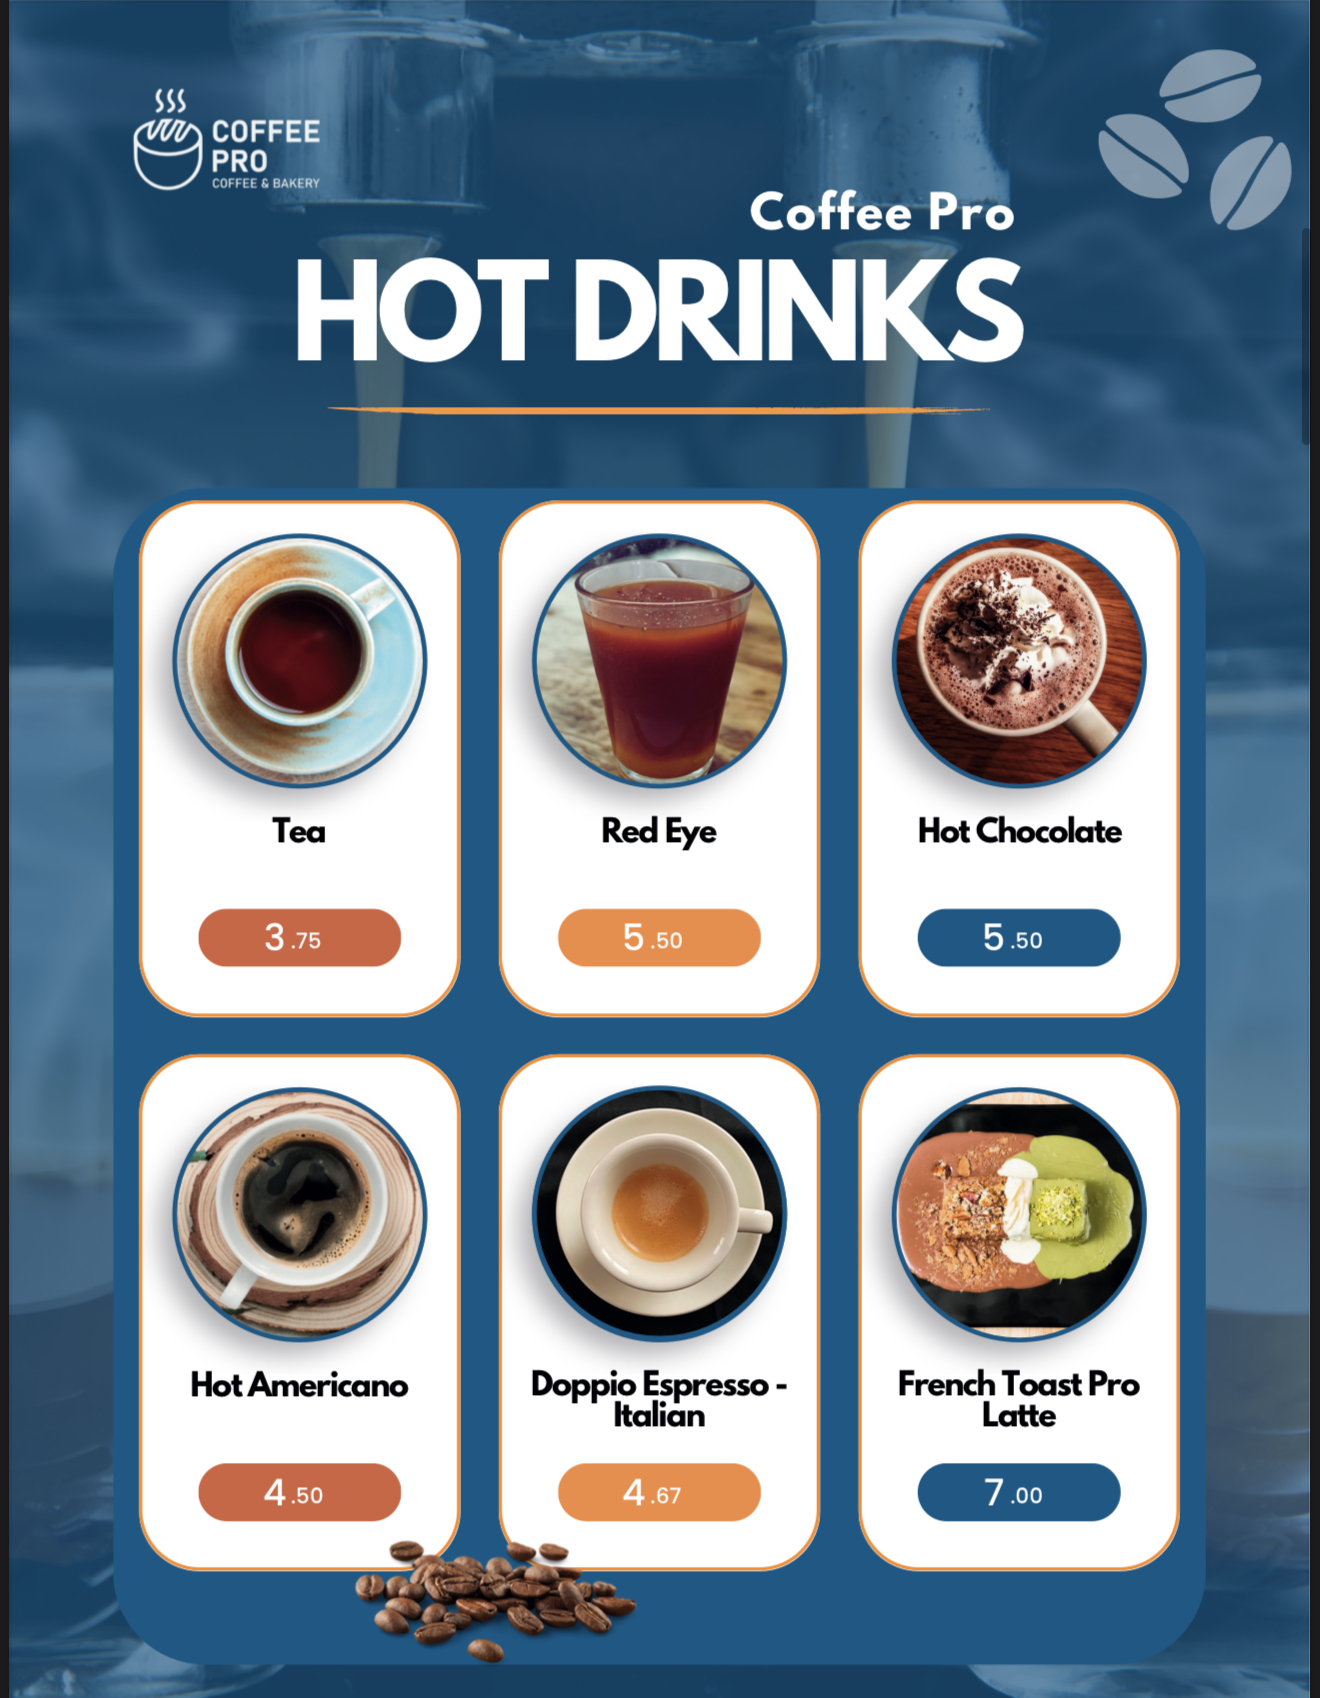 COFFEE
PRO
COFFEE & BAKERY
Coffee Pro
HOT DRINKS
Tea
3.75
Red Eye
5.50
Hot Chocolate
5.50
Hot Americano
4.50
Doppio Espresso -
Italian
4.67
French Toast Pro
Latte
7.00